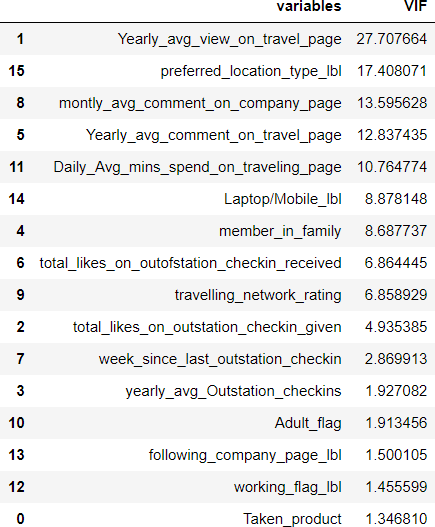 variables VIF
1 Yearly_avg_view_on_travel_page 27.707664
15 preferred_location_type_lbl 17.408071
8 montly_avg_comment_on_company_page 13.595628
5 Yearly_avg_comment_on_travel_page 12.837435
11 Daily_Avg_mins_spend_on_traveling_page 10.764774
14 Laptop/Mobile_lbl 8.878148
4 member_in_family 8.687737
6 total_likes_on_outofstation_checkin_received 6.864445
9 travelling_network_rating 6.858929
2 total_likes_on_outstation_checkin_given 4.935385
7 week_since_last_outstation_checkin 2.869913
3 yearly_avg_Outstation_checkins 1.927082
10 Adult_flag 1.913456
13 following_company_page_lbl 1.500105
12 working_flag_lbl 1.455599
0 Taken_product 1.346810